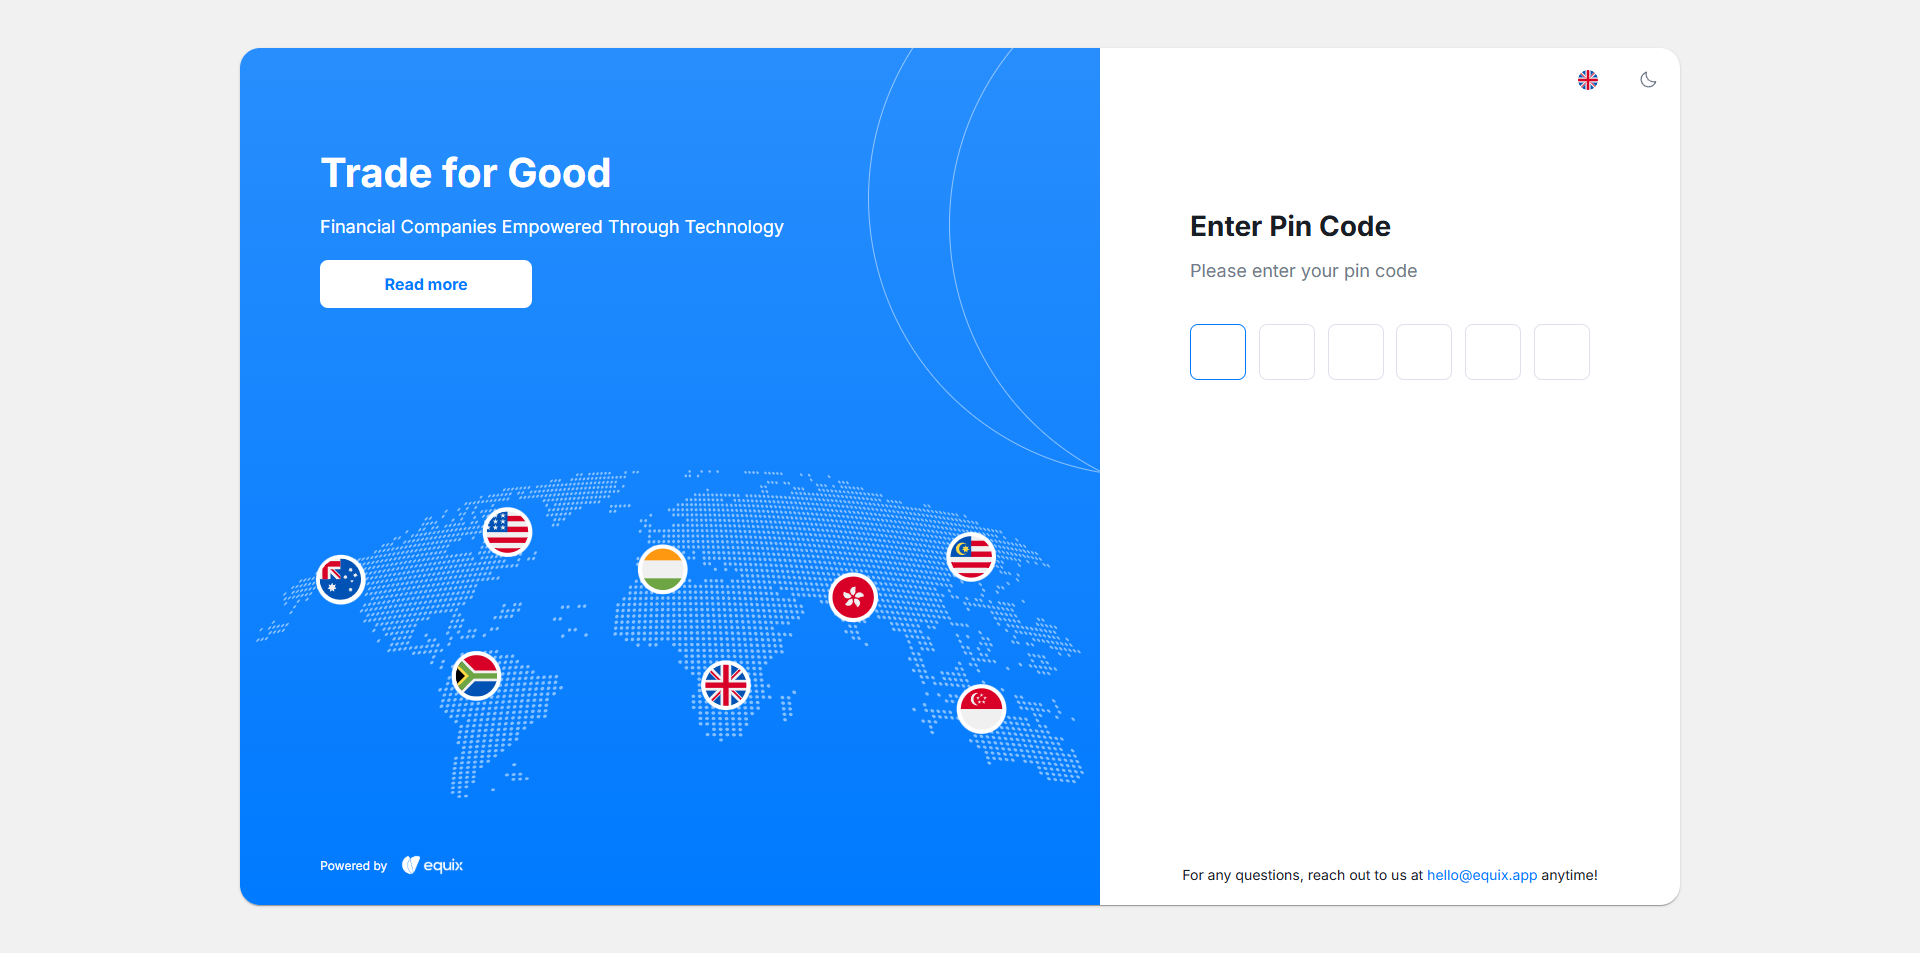 Trade for Good
Financial Companies Empowered Through Technology
Read more
Powered by equix
Enter Pin Code
Please enter your pin code
For any questions, reach out to us at hello@equix.app anytime!